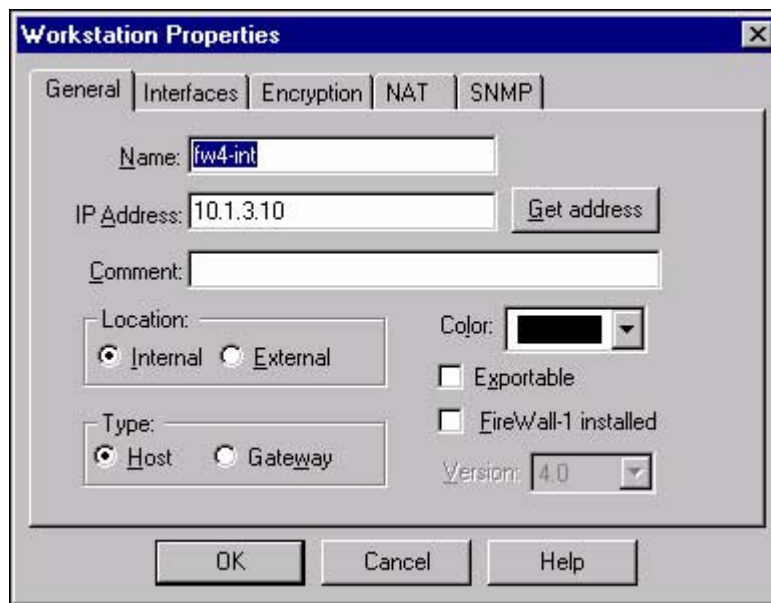 Workstation Properties
General Interfaces Encryption NAT SNMP
Name: fw4-int
IP Address: 10.1.3.10 Get address
Comment:
Location: Color:
Internal External
Exportable
Type: FireWall-1 installed
Host Gateway
Version: 4.0
OK Cancel Help